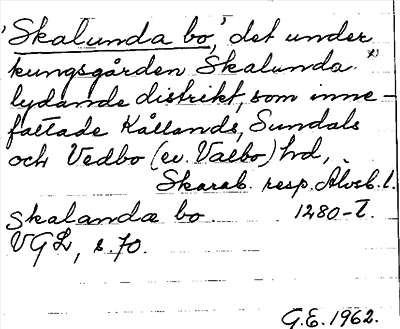 'Skalunda bo', det under
kungsgården Skalunda x)
lydande distrikt, som inne-
fattade Kållands, Sundals
och Vedbo (ev. Valbo) hd,
Skarab. resp. Älvsb. l.
skalandæ bo. 1280-t.
VGL, s. 70.
G.E. 1962.